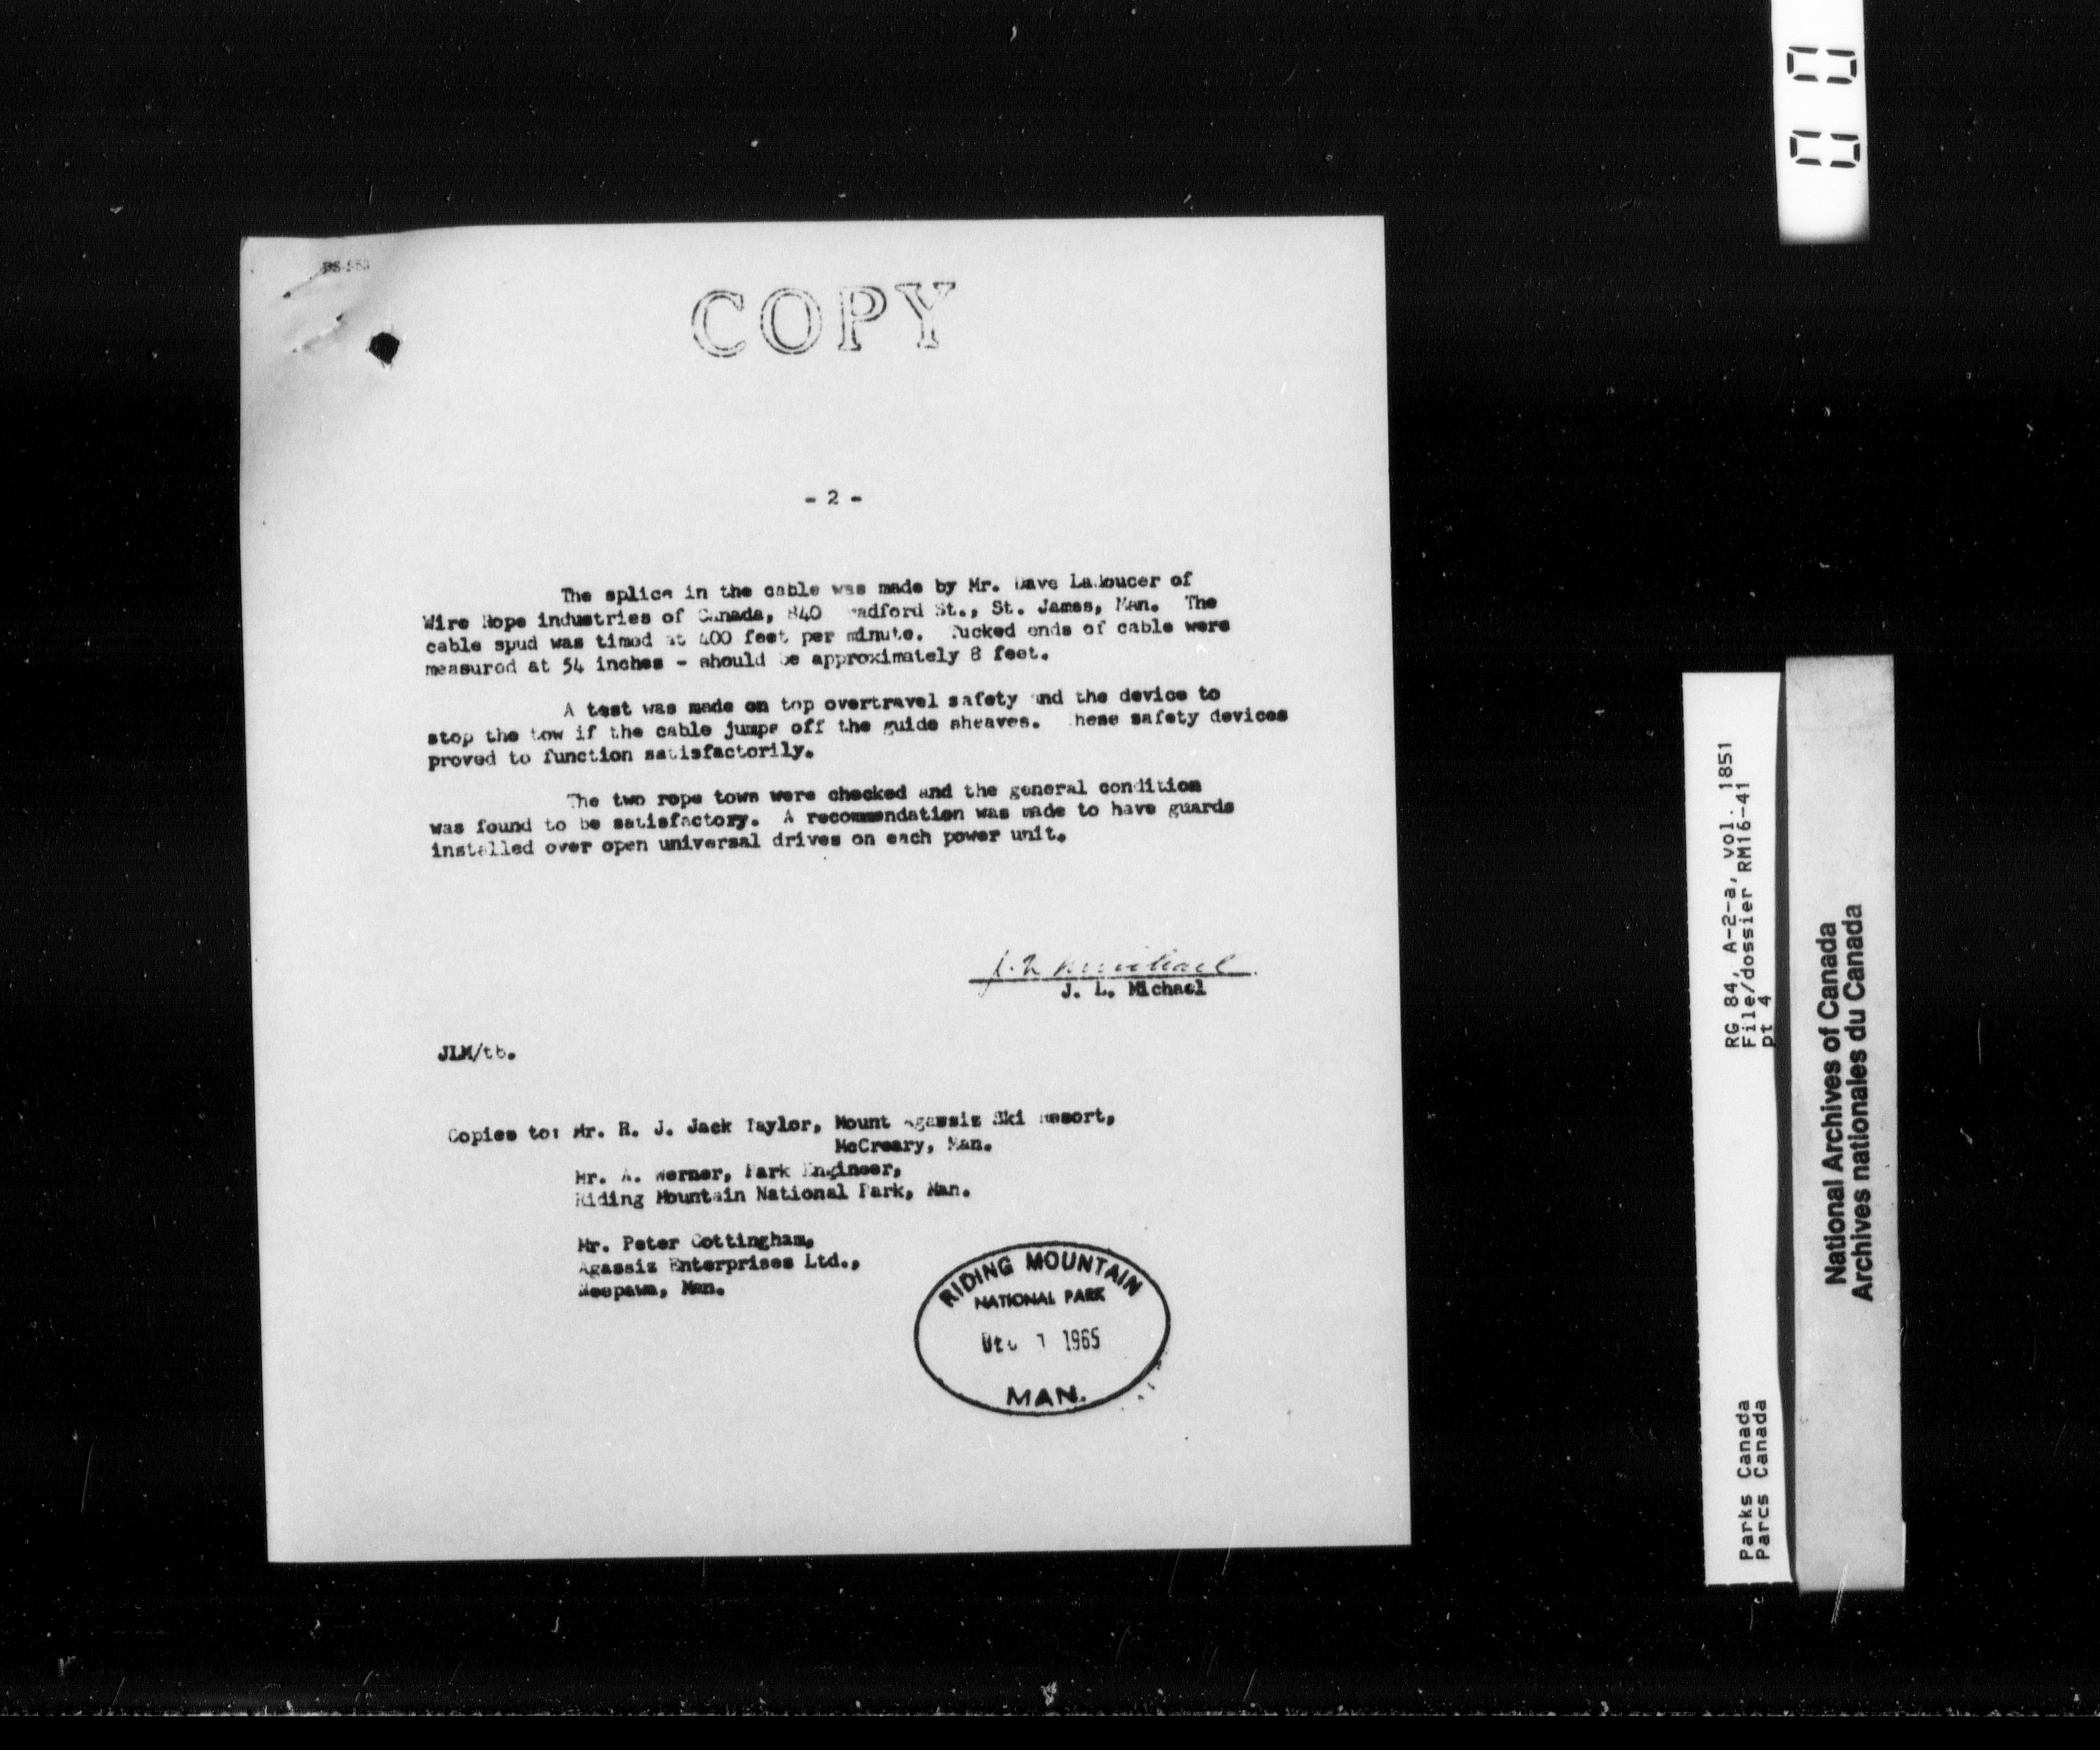 COPY
- 2 -
The splice in the cable was made by Mr. Dave of
Wire Rope industries of Canada, 840 St., St. James, Man. The
cable spud was timed at 400 feet per minute. Tucked ends of cable were
measured at 54 inches - should be approximately 8 feet.
A test was made on top overtravel safety and the device to
stop the tow if the cable jumps off the guide sheaves. These safety devices
proved to function satisfactorily.
The two rope tows were checked and the general condition
was found to be satisfactory. A recommendation was made to have guards
installed over open universal drives on each power unit.
J. L. Michael
JLM/tb.
Copies to: Mr. R. J. Jack Taylor, Mount Agassiz Ski Resort,
McCreary, Man.
Mr. A. Werner, Park Engineer,
Riding Mountain National Park, Man.
Mr. Peter Cottingham,
Agassiz Enterprises Ltd.,
Neepawa, Man.
RIDING MOUNTAIN
NATIONAL PARK
DEC 1 1965
MAN.
RG 84, A-2-a, vol. 1851
File/dossier RM16-41
pt 4
Parks Canada
Parcs Canada
National Archives of Canada
Archives nationales du Canada